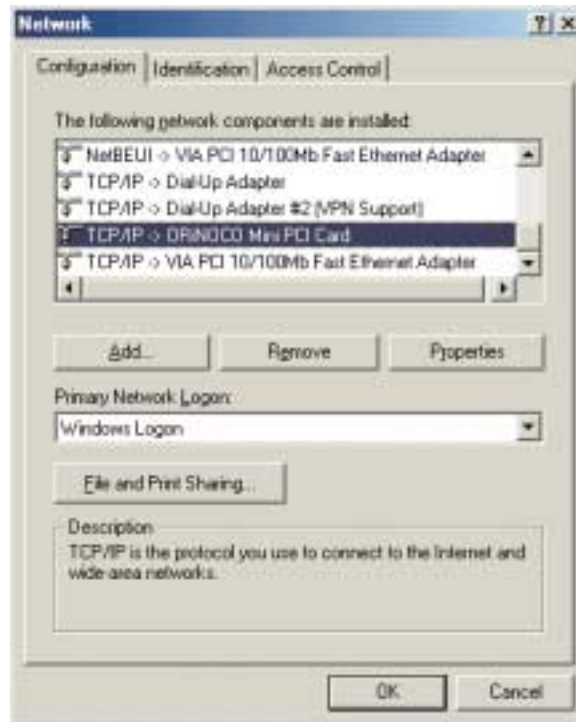 Network
Configuration Identification Access Control
The following network components are installed:
NetBEUI -> VIA PCI 10/100Mb Fast Ethernet Adapter
TCP/IP -> Dial-Up Adapter
TCP/IP -> Dial-Up Adapter #2 (VPN Support)
TCP/IP -> ORiNOCO Mini PCI Card
TCP/IP -> VIA PCI 10/100Mb Fast Ethernet Adapter
Add... Remove Properties
Primary Network Logon:
Windows Logon
File and Print Sharing...
Description
TCP/IP is the protocol you use to connect to the Internet and
wide-area networks.
OK Cancel